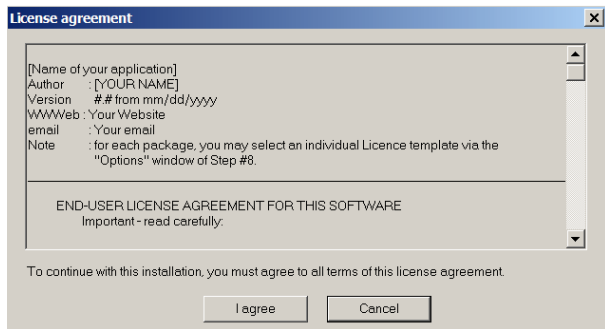 License agreement
[Name of your application]
Author : [YOUR NAME]
Version #.# from mm/dd/yyyy
WWWeb : Your Website
email : Your email
Note : for each package, you may select an individual Licence template via the
"Options" window of Step #8.
END-USER LICENSE AGREEMENT FOR THIS SOFTWARE
Important - read carefully:
To continue with this installation, you must agree to all terms of this license agreement.
I agree
Cancel